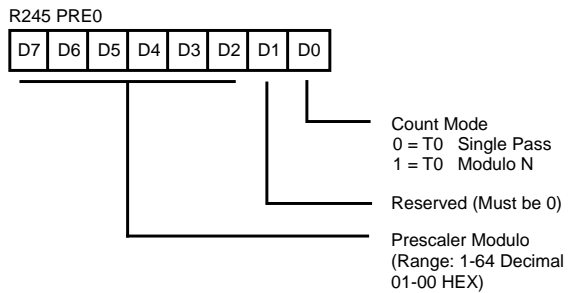 R245 PRE0
D7 D6 D5 D4 D3 D2 D1 D0
Count Mode
0 = T0 Single Pass
1 = T0 Modulo N
Reserved (Must be 0)
Prescaler Modulo
(Range: 1-64 Decimal
01-00 HEX)